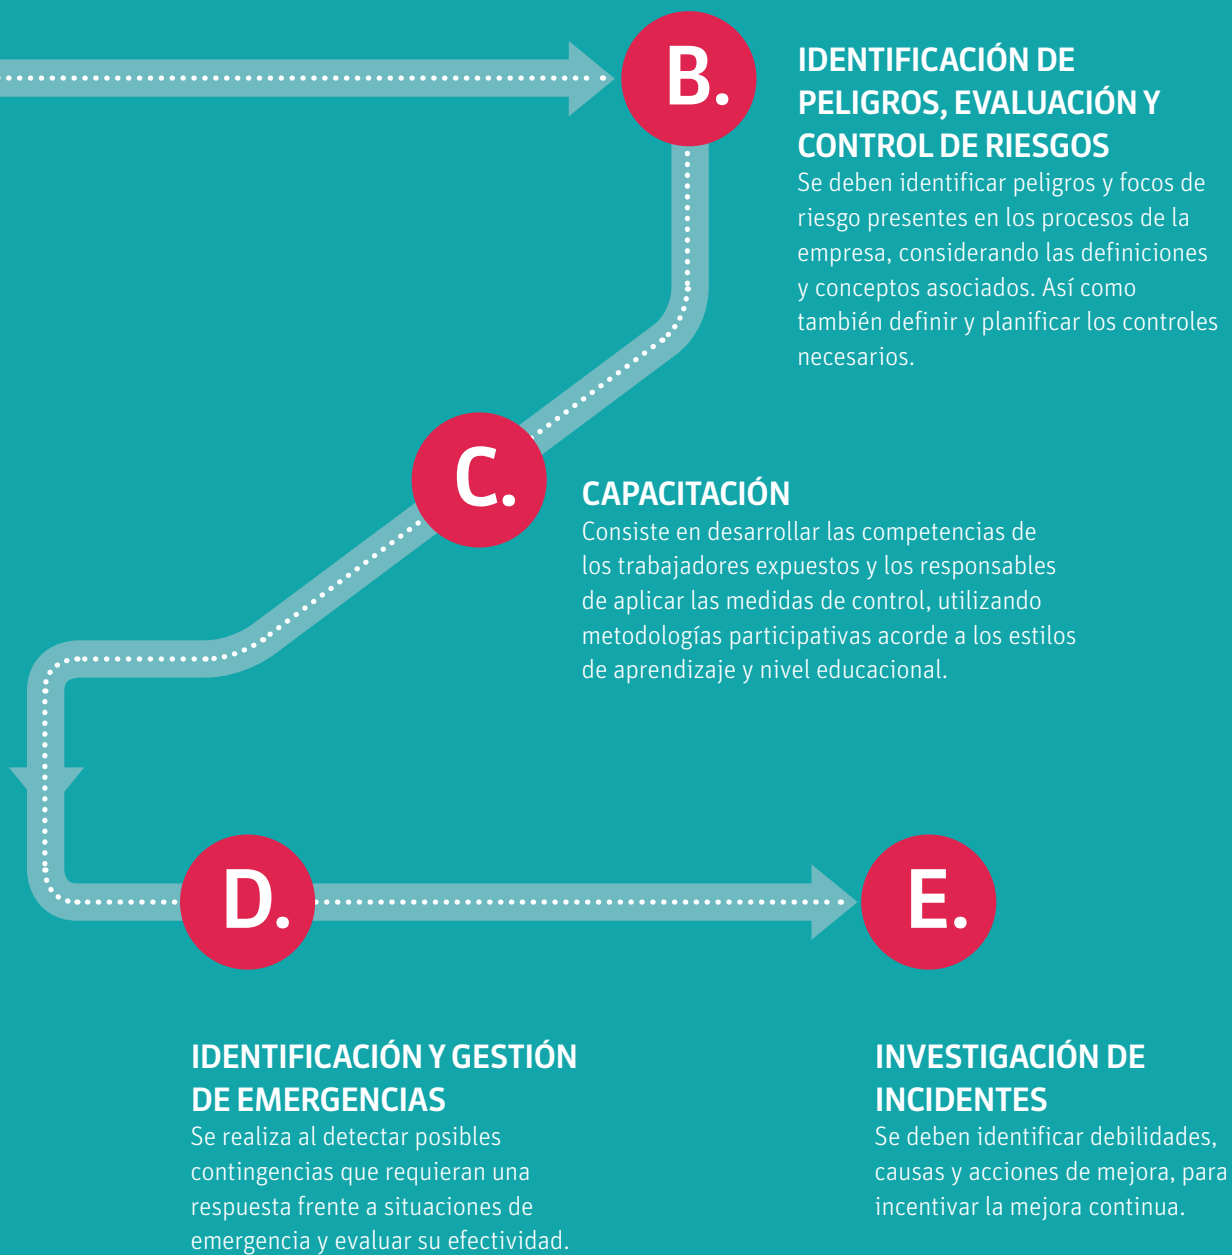 B.
IDENTIFICACIÓN DE
PELIGROS, EVALUACIÓN Y
CONTROL DE RIESGOS
Se deben identificar peligros y focos de
riesgo presentes en los procesos de la
empresa, considerando las definiciones
y conceptos asociados. Así como
también definir y planificar los controles
necesarios.
C.
CAPACITACIÓN
Consiste en desarrollar las competencias de
los trabajadores expuestos y los responsables
de aplicar las medidas de control, utilizando
metodologías participativas acorde a los estilos
de aprendizaje y nivel educacional.
D.
IDENTIFICACIÓN Y GESTIÓN
DE EMERGENCIAS
Se realiza al detectar posibles
contingencias que requieran una
respuesta frente a situaciones de
emergencia y evaluar su efectividad.
E.
INVESTIGACIÓN DE
INCIDENTES
Se deben identificar debilidades,
causas y acciones de mejora, para
incentivar la mejora continua.